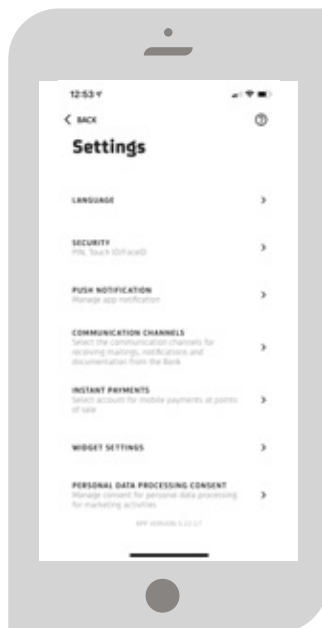 12:53
BACK
Settings
LANGUAGE
SECURITY
PIN, Touch ID/FaceID
PUSH NOTIFICATION
Manage app notification
COMMUNICATION CHANNELS
Select the communication channels for
receiving mailings, notifications and
documentation from the Bank
INSTANT PAYMENTS
Select account for mobile payments at points
of sale
WIDGET SETTINGS
PERSONAL DATA PROCESSING CONSENT
Manage consent for personal data processing
for marketing activities
APP VERSION